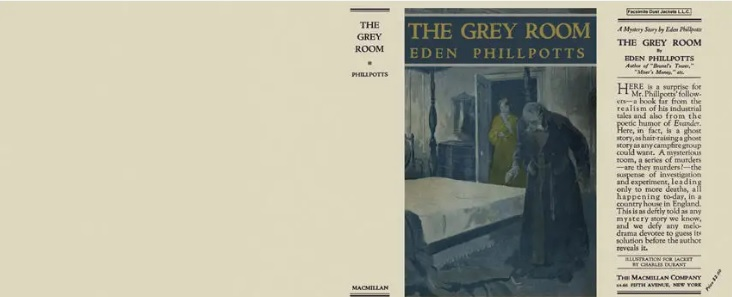 THE
GREY
ROOM
PHILLPOTTS
MACMILLAN
THE GREY ROOM
EDEN PHILLPOTTS
Facsimile Dust Jackets L.L.C.
A Mystery Story by Eden Phillpotts
THE GREY ROOM
By
EDEN PHILLPOTTS
Author of "Brunel's Tower,"
"Miser's Money," etc.
HERE is a surprise for
Mr. Phillpotts' follow-
ers—a book far from the
realism of his industrial
tales and also from the
poetic humor of Evander.
Here, in fact, is a ghost
story, as hair-raising a ghost
story as any campfire group
could want. A mysterious
room, a series of murders
—are they murders?—the
suspense of investigation
and experiment, leading
only to more deaths, all
happening to-day, in a
country house in England.
This is as deftly told as any
mystery story we know,
and we defy any melo-
drama devotee to guess its
solution before the author
reveals it.
ILLUSTRATION FOR JACKET
BY CHARLES DURANT
THE MACMILLAN COMPANY
64-66 FIFTH AVENUE, NEW YORK
Price $2.00